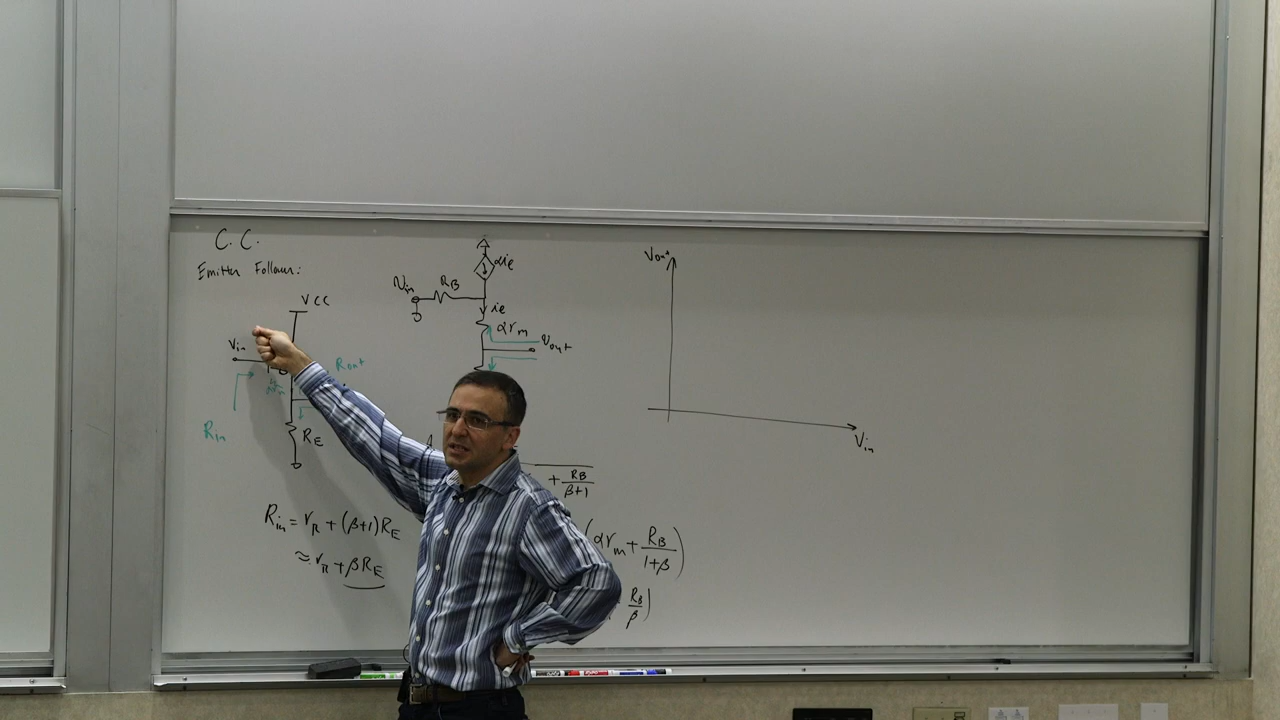 C.C.
Emitter Follower:
VCC
Vin
Rout
Rin
RE
Rin = rπ + (β+1)RE
≈ rπ + βRE
αie
vin
RB
ie
αrm
vout
+ RB/β+1
(αrm + RB/1+β)
RB/β)
Vout
Vin